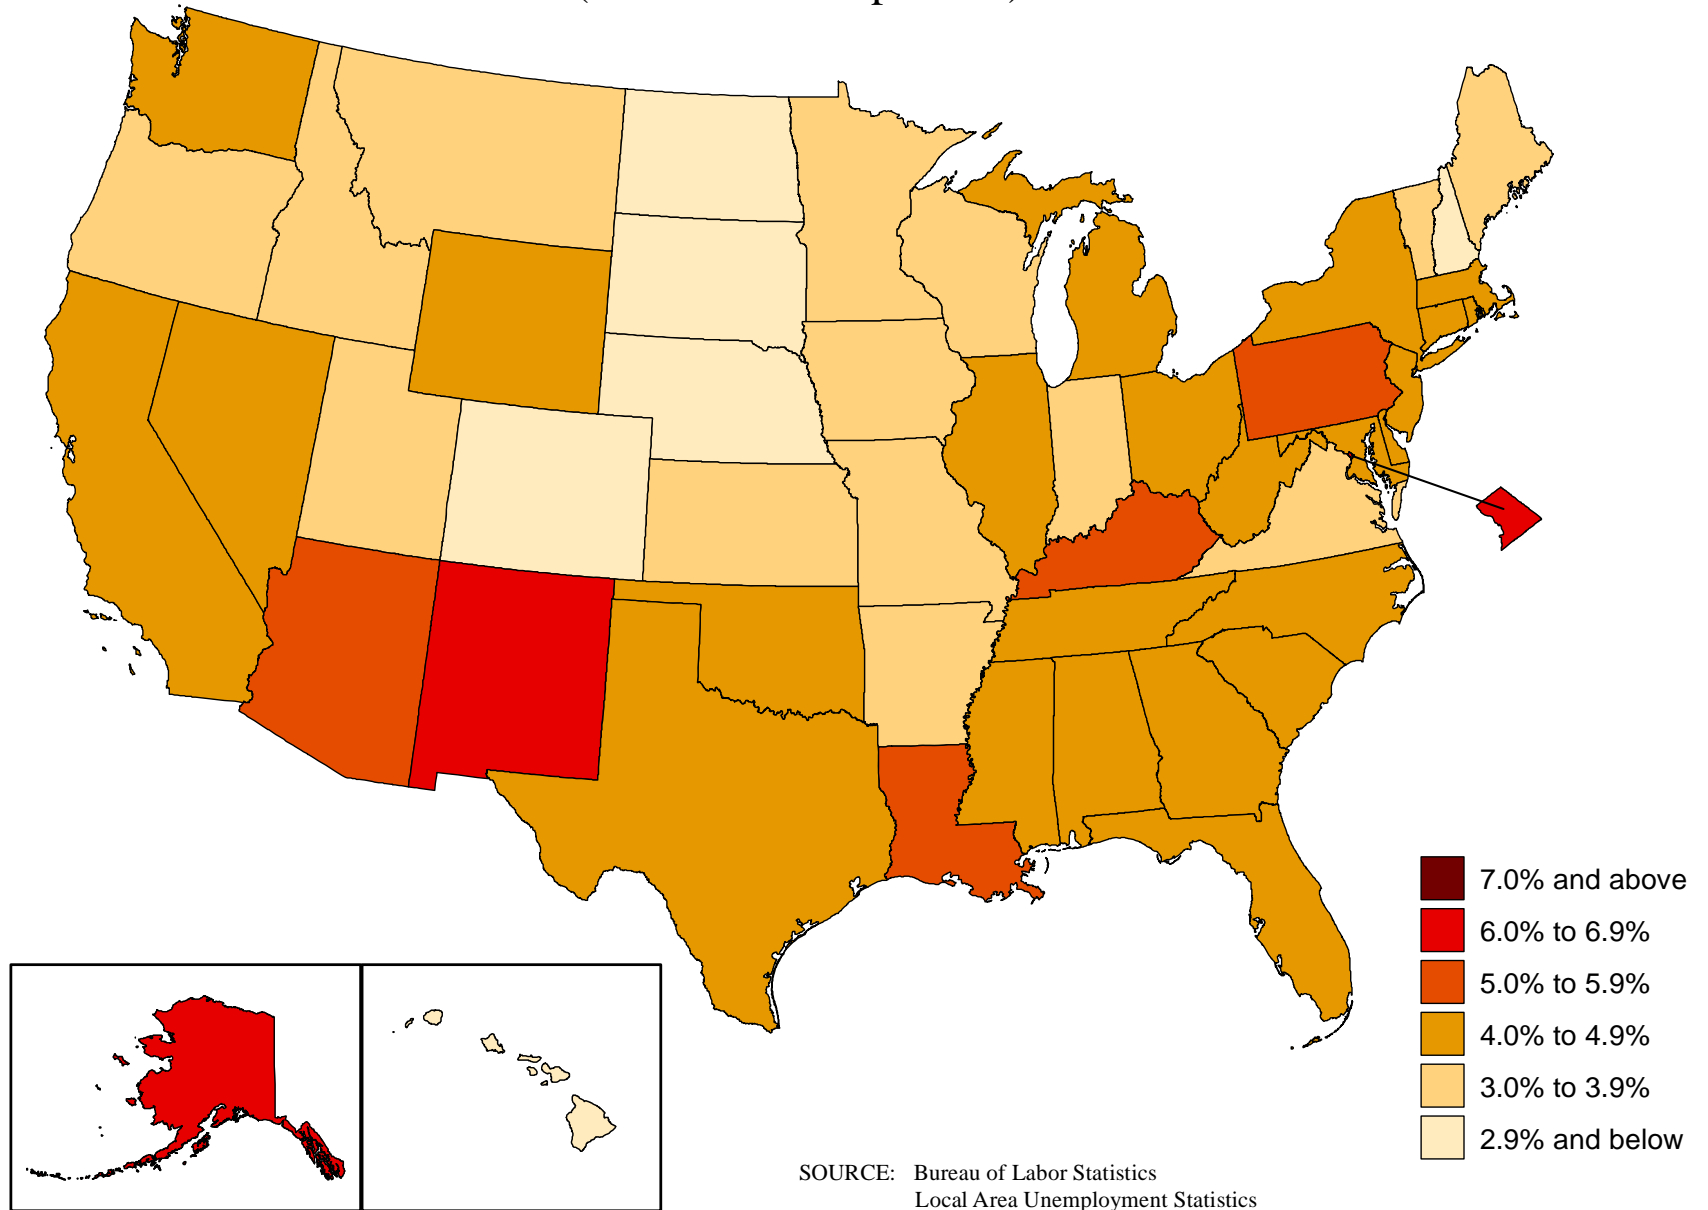 7.0% and above
6.0% to 6.9%
5.0% to 5.9%
4.0% to 4.9%
3.0% to 3.9%
2.9% and below
SOURCE: Bureau of Labor Statistics
Local Area Unemployment Statistics